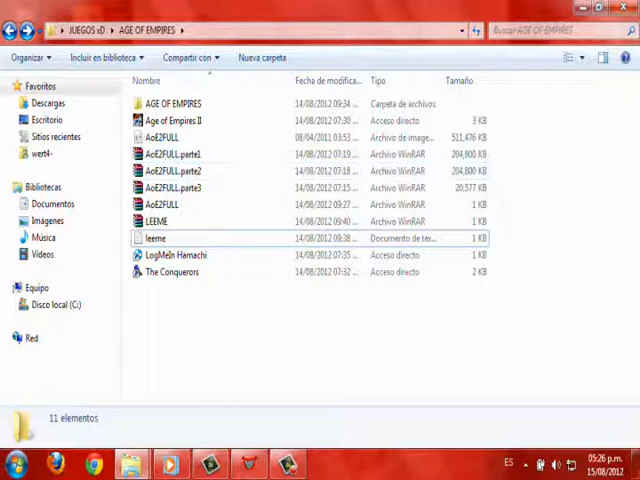 JUEGOS xD ▸ AGE OF EMPIRES ▸
Buscar AGE OF EMPIRES
Organizar Incluir en biblioteca Compartir con Nueva carpeta
Nombre Fecha de modifica... Tipo Tamaño
Favoritos
Descargas
Escritorio
Sitios recientes
wert4-
Bibliotecas
Documentos
Imágenes
Música
Vídeos
Equipo
Disco local (C:)
Red
AGE OF EMPIRES 14/08/2012 09:34 ... Carpeta de archivos
Age of Empires II 14/08/2012 07:30 ... Acceso directo 3 KB
AoE2FULL 08/04/2011 03:53 ... Archivo de image... 511,476 KB
AoE2FULL.parte1 14/08/2012 07:19 ... Archivo WinRAR 204,800 KB
AoE2FULL.parte2 14/08/2012 07:18 ... Archivo WinRAR 204,800 KB
AoE2FULL.parte3 14/08/2012 07:15 ... Archivo WinRAR 20,577 KB
AoE2FULL 14/08/2012 09:27 ... Archivo WinRAR 1 KB
LEEME 14/08/2012 09:40 ... Archivo WinRAR 1 KB
leeme 14/08/2012 09:38 ... Documento de tex... 1 KB
LogMeIn Hamachi 14/08/2012 07:35 ... Acceso directo 1 KB
The Conquerors 14/08/2012 07:32 ... Acceso directo 2 KB
11 elementos
ES
05:26 p.m.
15/08/2012